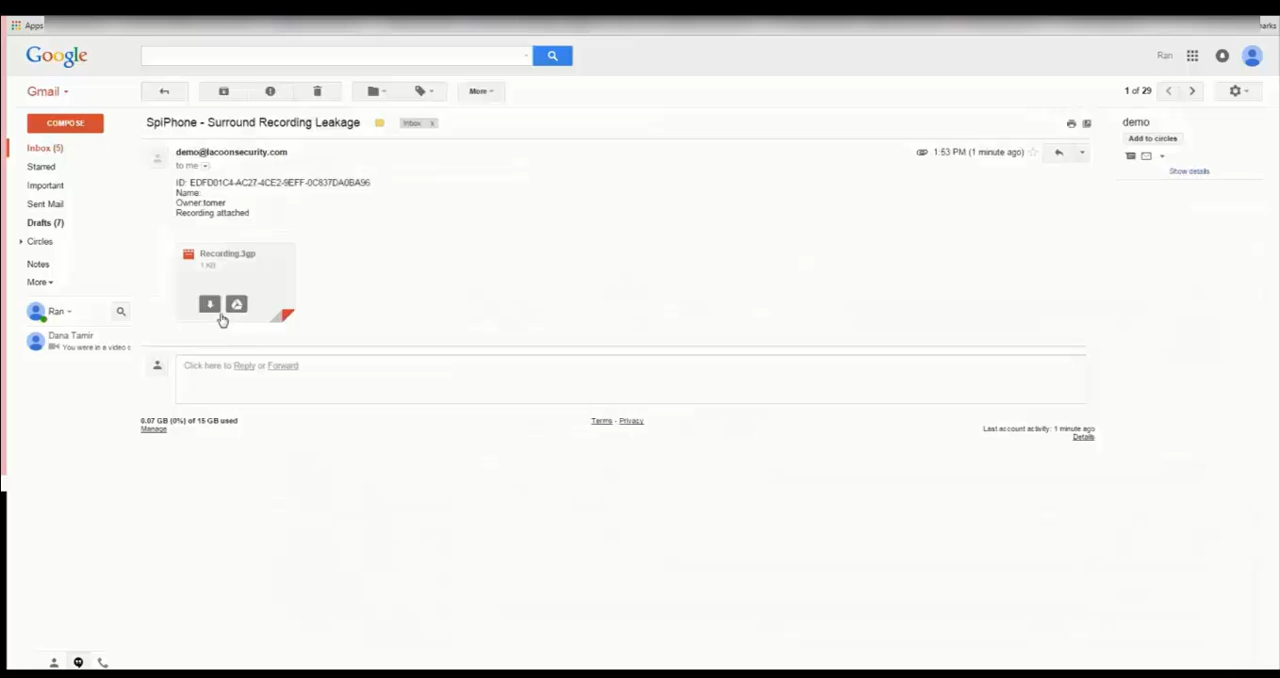 Apps
arks
Google
Ran
Gmail
More
1 of 29
COMPOSE
SpiPhone - Surround Recording Leakage
Inbox x
demo
Add to circles
Show details
Inbox (5)
Starred
Important
Sent Mail
Drafts (7)
Circles
Notes
More
demo@lacoonsecurity.com
1:53 PM (1 minute ago)
to me
ID: EDFD01C4-AC27-4CE2-9EFF-0C837DA0BA96
Name:
Owner:tomer
Recording attached
Recording.3gp
1 KB
Ran
Dana Tamir
You were in a video c
Click here to Reply or Forward
0.07 GB (0%) of 15 GB used
Manage
Terms - Privacy
Last account activity: 1 minute ago
Details